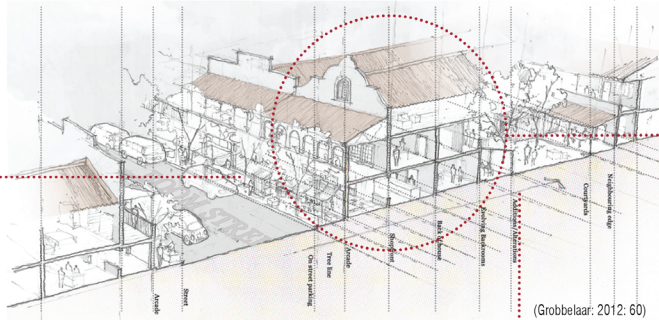 Arcade
Street
On street parking
Tree line
Arcade
Shopfront
Back of house
Evolving Backrooms
Additions/Alterations
Courtyards
Neighbouring edge
(Grobbelaar: 2012: 60)